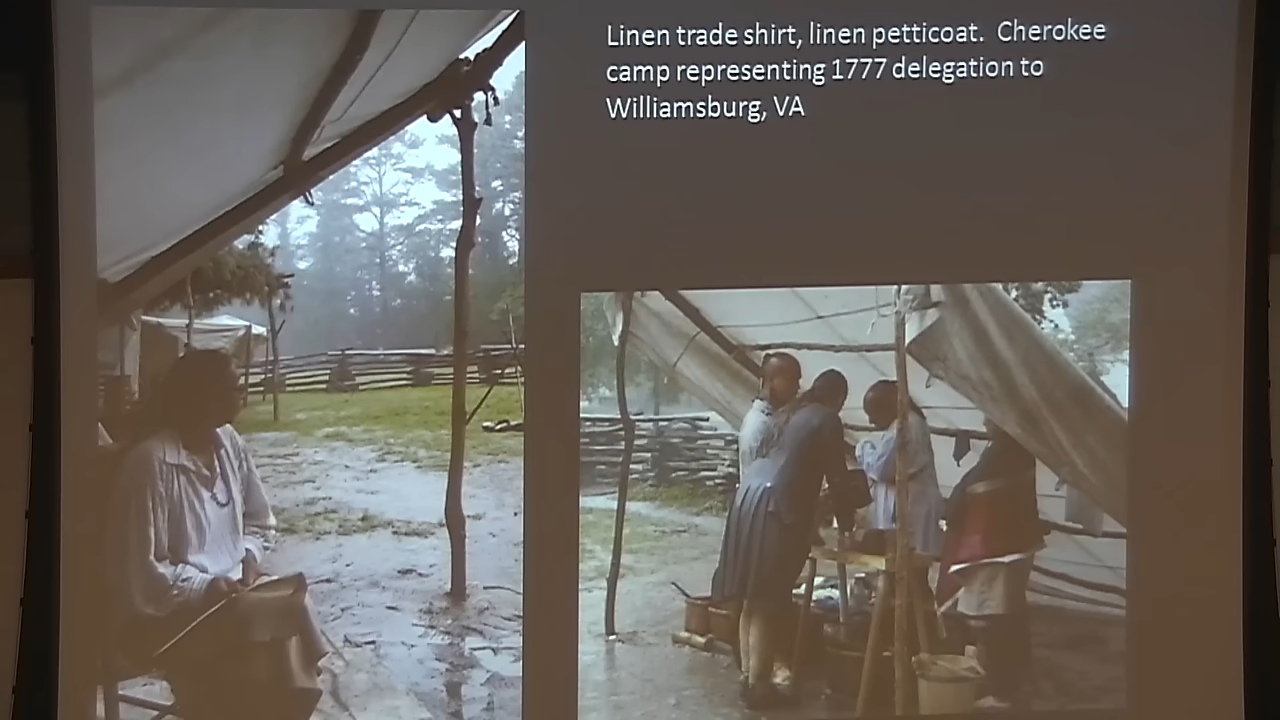 Linen trade shirt, linen petticoat.  Cherokee
camp representing 1777 delegation to
Williamsburg, VA